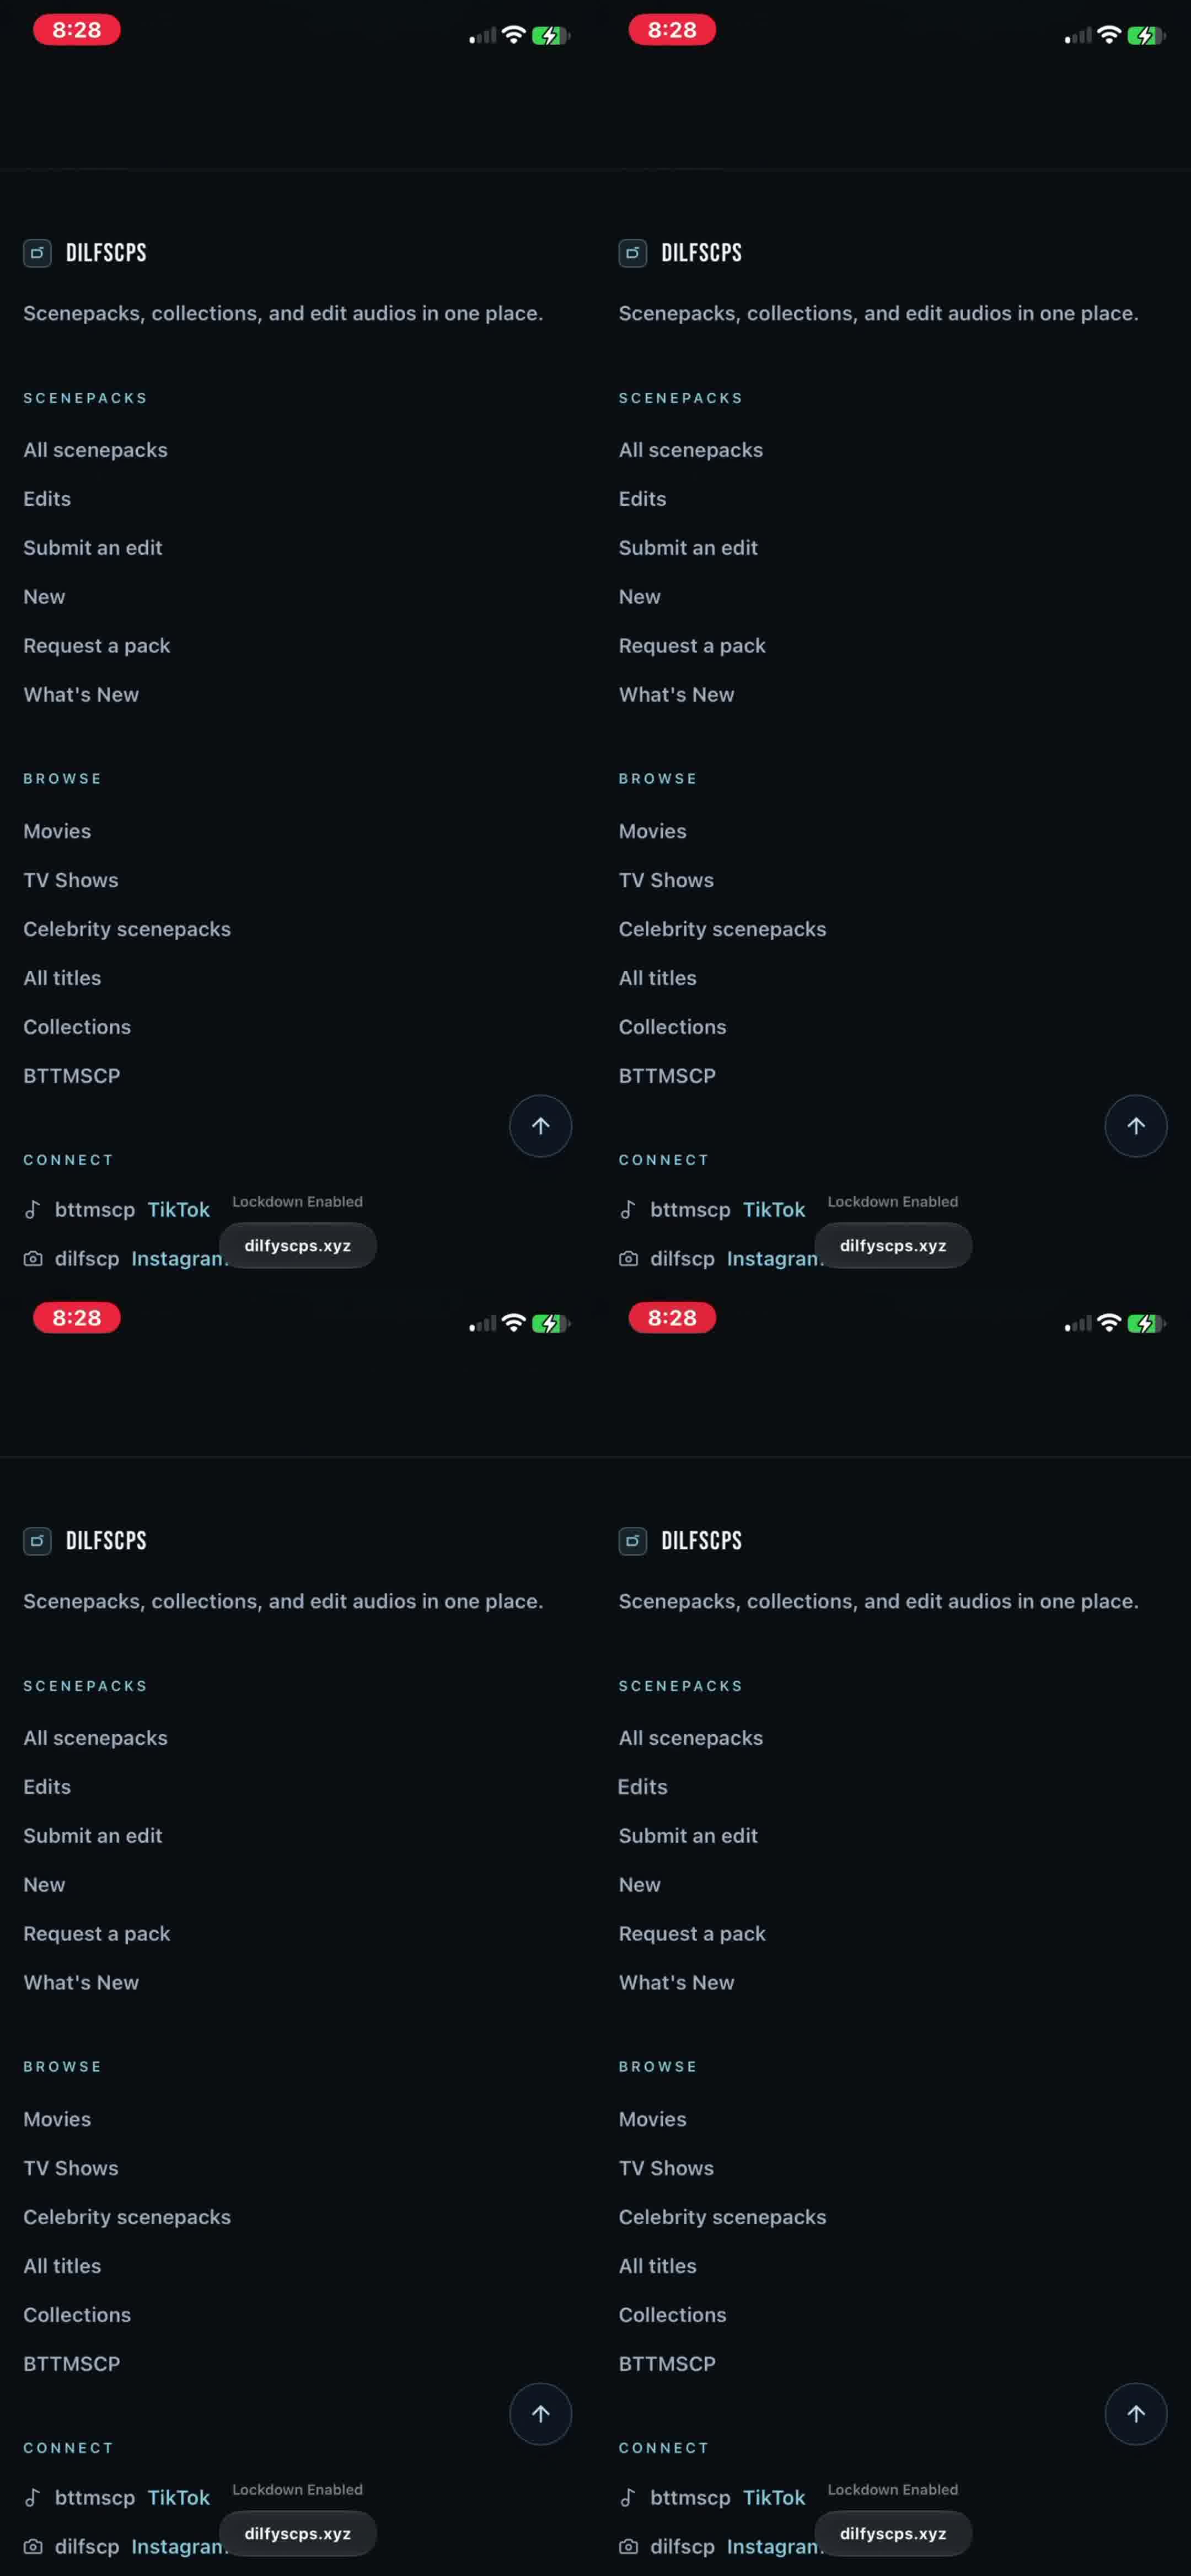 8:28
DILFSCPS
Scenepacks, collections, and edit audios in one place.
SCENEPACKS
All scenepacks
Edits
Submit an edit
New
Request a pack
What's New
BROWSE
Movies
TV Shows
Celebrity scenepacks
All titles
Collections
BTTMSCP
CONNECT
bttmscp TikTok
Lockdown Enabled
dilfscp Instagram
dilfyscps.xyz
8:28
DILFSCPS
Scenepacks, collections, and edit audios in one place.
SCENEPACKS
All scenepacks
Edits
Submit an edit
New
Request a pack
What's New
BROWSE
Movies
TV Shows
Celebrity scenepacks
All titles
Collections
BTTMSCP
CONNECT
bttmscp TikTok
Lockdown Enabled
dilfscp Instagram
dilfyscps.xyz
8:28
DILFSCPS
Scenepacks, collections, and edit audios in one place.
SCENEPACKS
All scenepacks
Edits
Submit an edit
New
Request a pack
What's New
BROWSE
Movies
TV Shows
Celebrity scenepacks
All titles
Collections
BTTMSCP
CONNECT
bttmscp TikTok
Lockdown Enabled
dilfscp Instagram
dilfyscps.xyz
8:28
DILFSCPS
Scenepacks, collections, and edit audios in one place.
SCENEPACKS
All scenepacks
Edits
Submit an edit
New
Request a pack
What's New
BROWSE
Movies
TV Shows
Celebrity scenepacks
All titles
Collections
BTTMSCP
CONNECT
bttmscp TikTok
Lockdown Enabled
dilfscp Instagram
dilfyscps.xyz